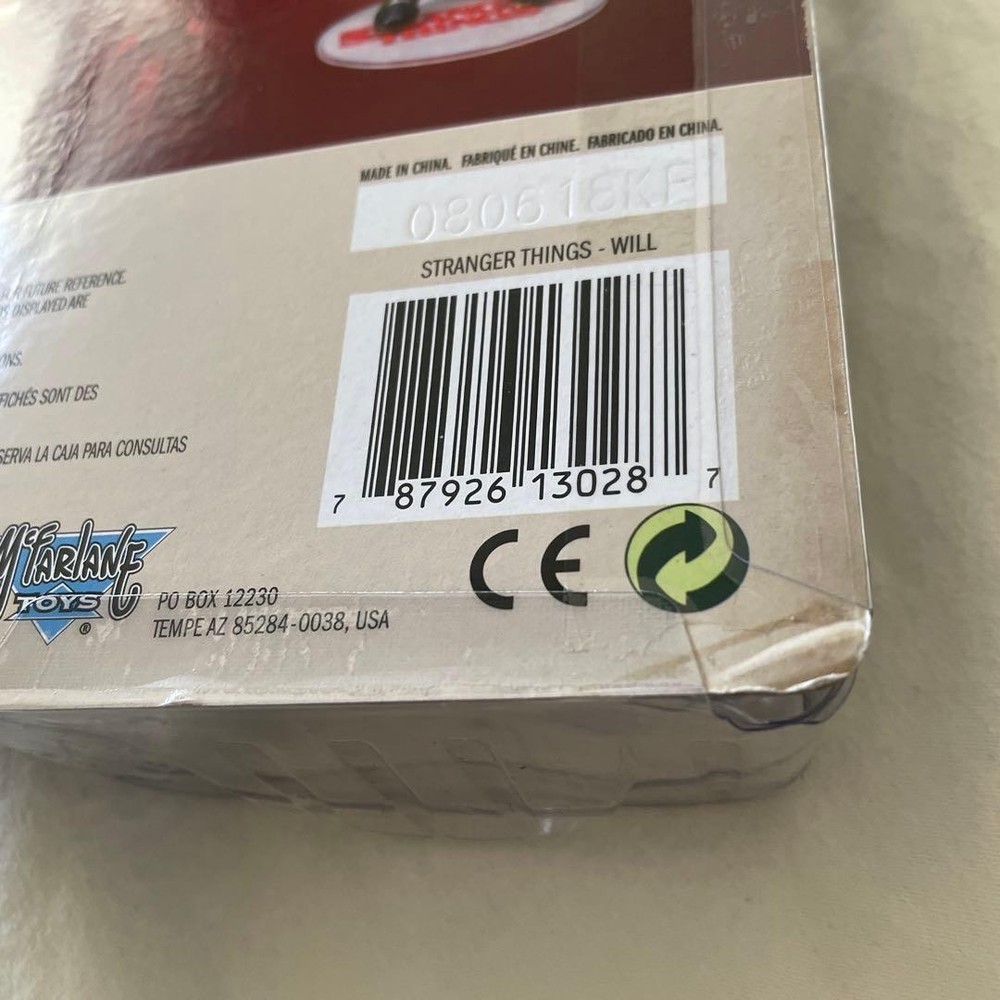 MADE IN CHINA. FABRIQUÉ EN CHINE. FABRICADO EN CHINA.
080618KF
STRANGER THINGS - WILL
FUTURE REFERENCE.
DISPLAYED ARE
ONS.
FICHÉS SONT DES
SERVA LA CAJA PARA CONSULTAS
7 87926 13028 7
CE
McFARLANE
TOYS
®
PO BOX 12230
TEMPE AZ 85284-0038, USA